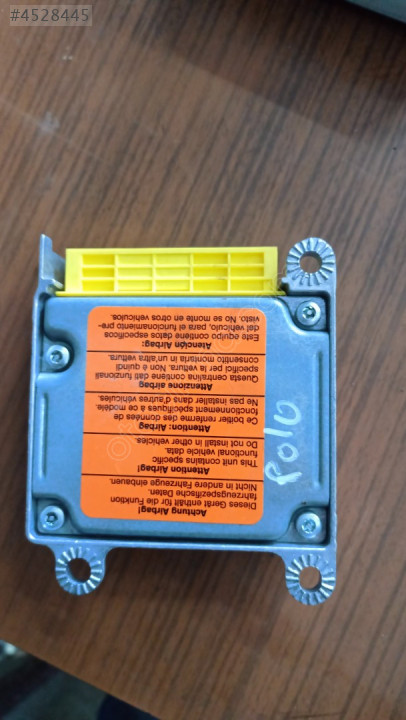 #4528445
Achtung Airbag!
Dieses Gerät enthält für die Funktion
fahrzeugspezifische Daten.
Nicht in andere Fahrzeuge einbauen.
Attention Airbag!
This unit contains specific
functional vehicle data.
Do not install in other vehicles.
Attention: Airbag
Ce boîtier renferme des données de
fonctionnement spécifiques à ce modèle.
Ne pas l'installer dans d'autres véhicules.
Attenzione airbag
Questa centralina contiene dati funzionali
specifici per la vettura. Non è quindi
consentito montarla in un'altra vettura.
Atención Airbag:
Este equipo contiene datos específicos
del vehículo, para el funcionamiento pre-
visto. No se monte en otros vehículos.
POLO